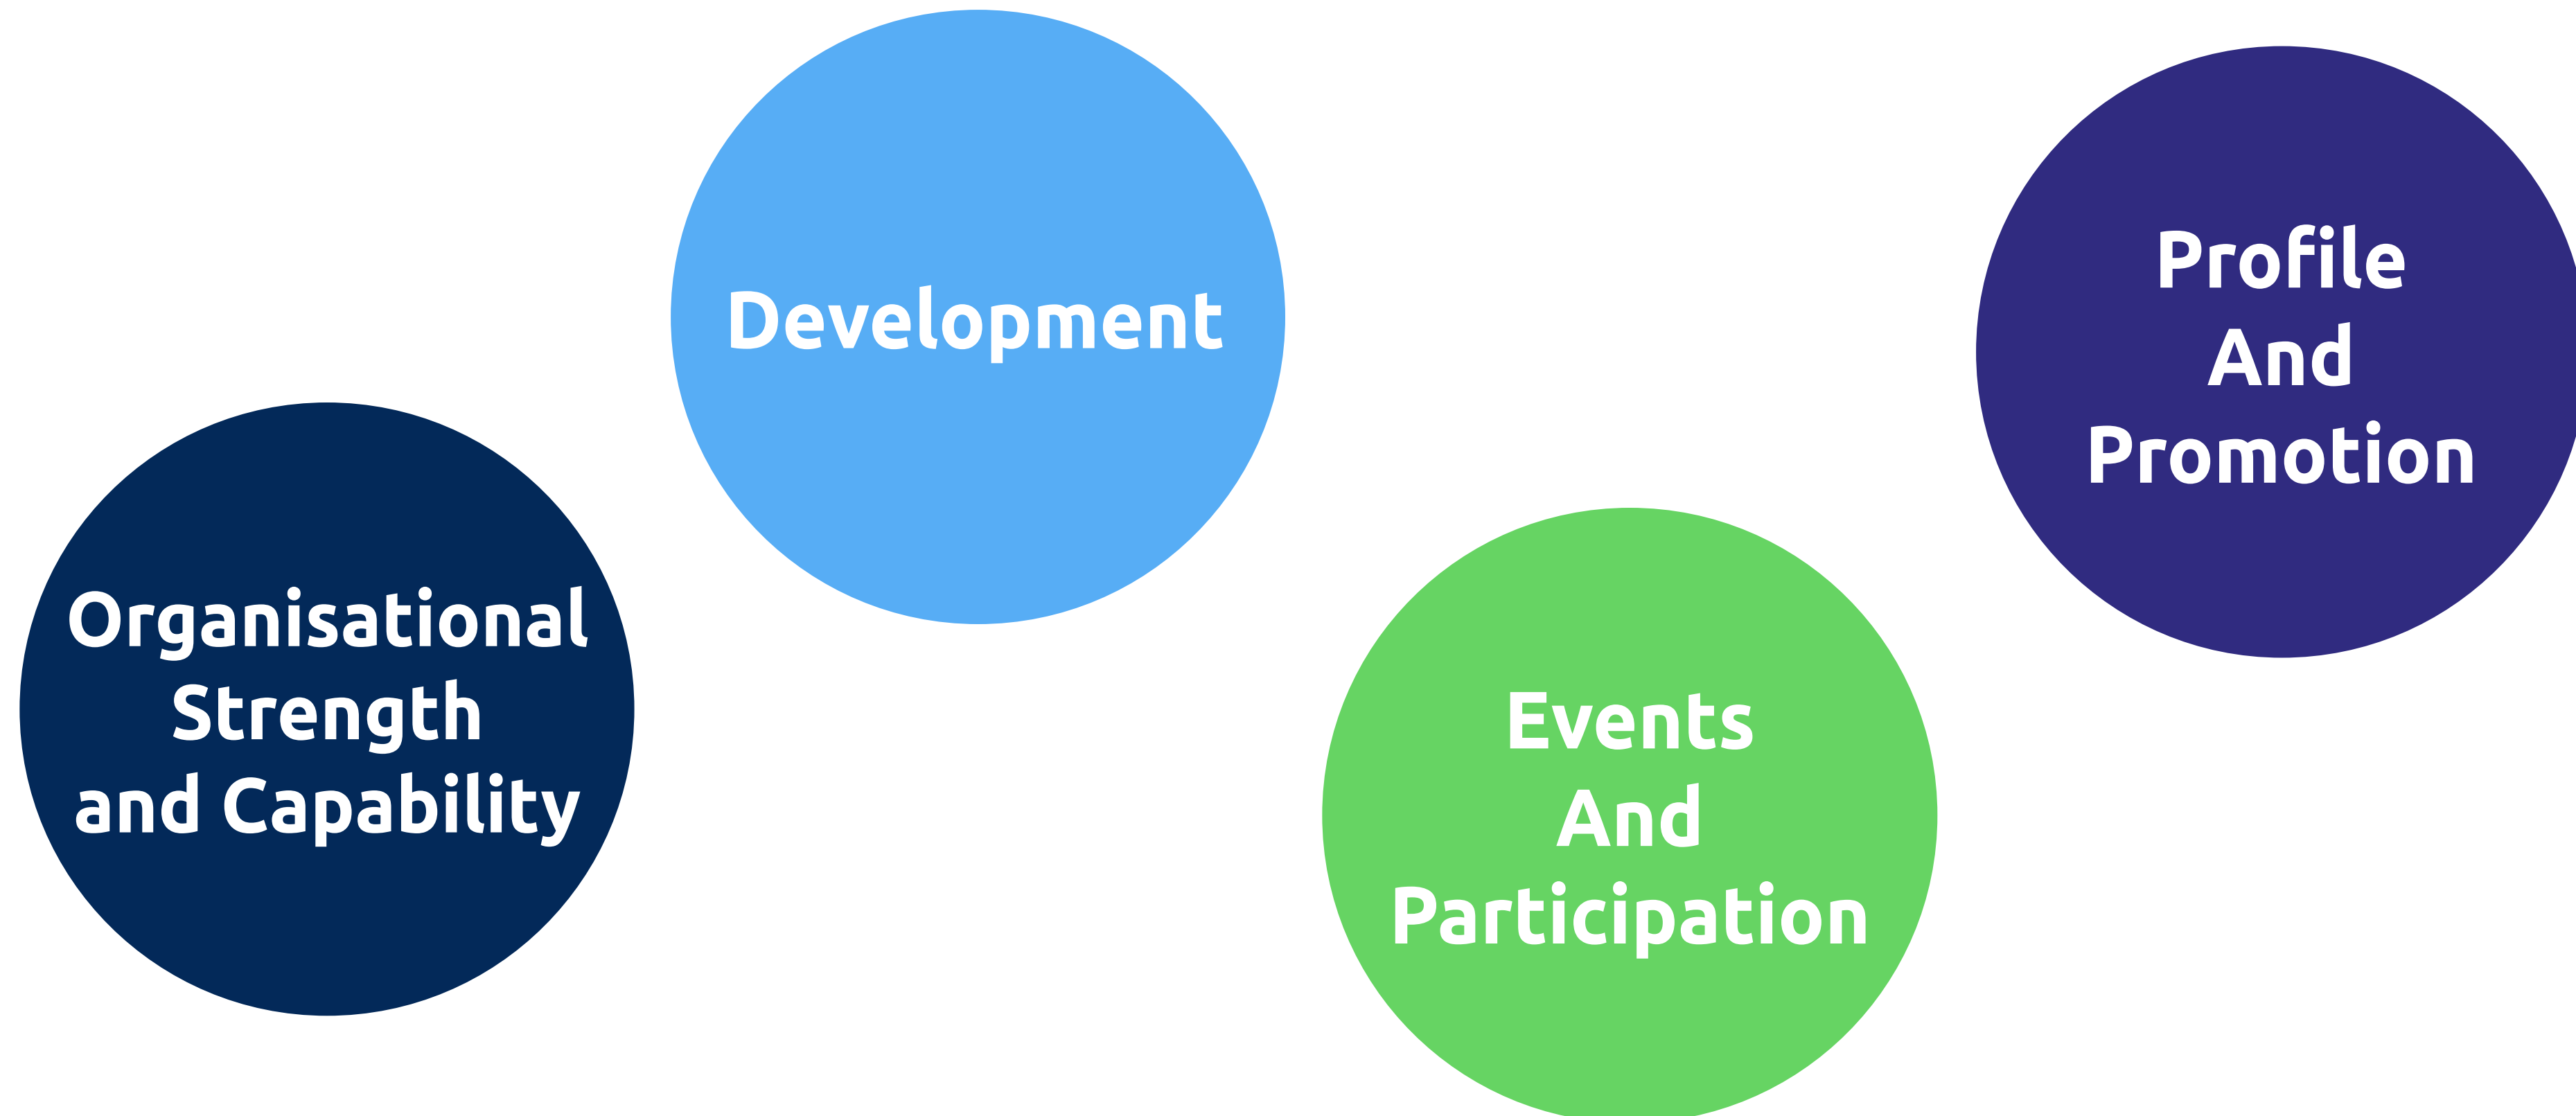 Organisational
Strength
and Capability
Development
Events
And
Participation
Profile
And
Promotion